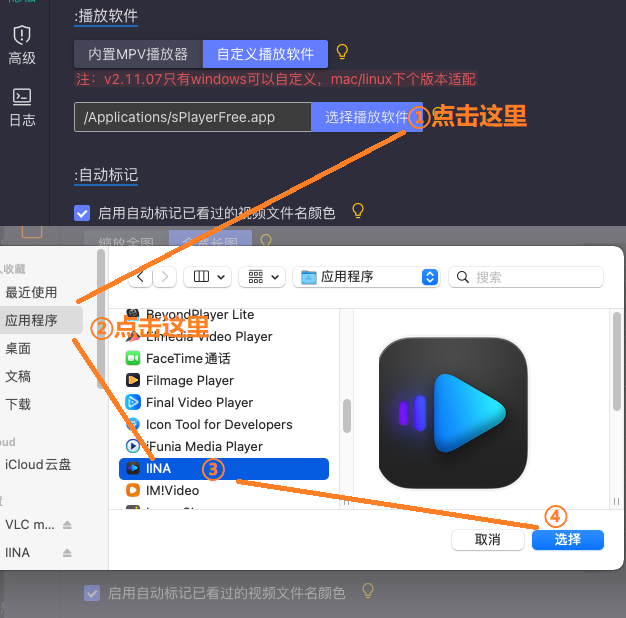 :播放软件
高级
内置MPV播放器
自定义播放软件
注：v2.11.07只有windows可以自定义，mac/linux下个版本适配
日志
/Applications/sPlayerFree.app
选择播放软件
①点击这里
:自动标记
启用自动标记已看过的视频文件名颜色
人收藏
最近使用
应用程序
桌面
文稿
下载
oud
iCloud云盘
VLC m...
IINA
②点击这里
应用程序
搜索
BeyondPlayer Lite
Elmedia Video Player
FaceTime通话
Filmage Player
Final Video Player
Icon Tool for Developers
iFunia Media Player
IINA
③
IM!Video
④
取消
选择
启用自动标记已看过的视频文件名颜色